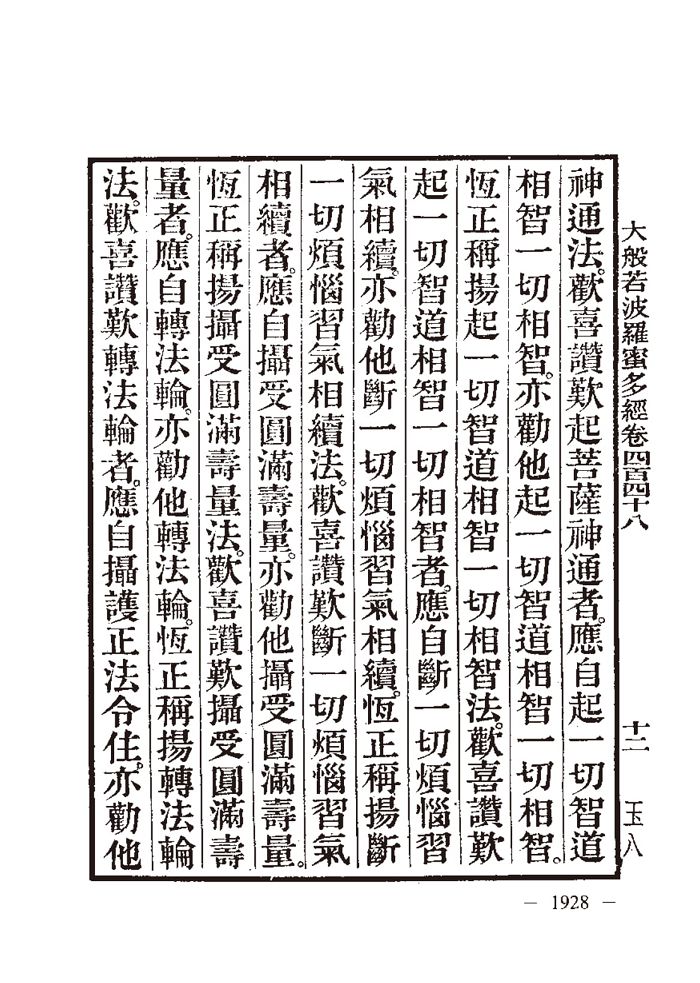 大般若波羅蜜多經卷四百四十八　十二　玉八
神通法。歡喜讚歎起菩薩神通者。應自起一切智道
相智一切相智。亦勸他起一切智道相智一切相智。
恆正稱揚起一切智道相智一切相智法。歡喜讚歎
起一切智道相智一切相智者。應自斷一切煩惱習
氣相續。亦勸他斷一切煩惱習氣相續。恆正稱揚斷
一切煩惱習氣相續法。歡喜讚歎斷一切煩惱習氣
相續者。應自攝受圓滿壽量。亦勸他攝受圓滿壽量。
恆正稱揚攝受圓滿壽量法。歡喜讚歎攝受圓滿壽
量者。應自轉法輪。亦勸他轉法輪。恆正稱揚轉法輪
法。歡喜讚歎轉法輪者。應自攝護正法令住。亦勸他
— 1928 —